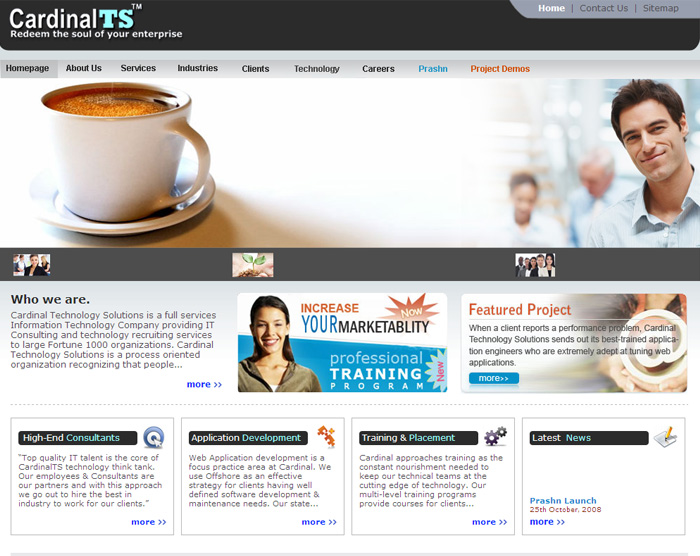 CardinalTS™
Redeem the soul of your enterprise
Home | Contact Us | Sitemap
Homepage About Us Services Industries Clients Technology Careers Prashn Project Demos
Who we are.
Cardinal Technology Solutions is a full services
Information Technology Company providing IT
Consulting and technology recruiting services
to large Fortune 1000 organizations. Cardinal
Technology Solutions is a process oriented
organization recognizing that people...
more >>
INCREASE
YOUR MARKETABLITY
Now
professional
TRAINING
PROGRAM
New
Featured Project
When a client reports a performance problem, Cardinal
Technology Solutions sends out its best-trained applica-
tion engineers who are extremely adept at tuning web
applications.
more>>
High-End Consultants
"Top quality IT talent is the core of
CardinalTS technology think tank.
Our employees & Consultants are
our partners and with this approach
we go out to hire the best in
industry to work for our clients."
more >>
Application Development
Web Application development is a
focus practice area at Cardinal. We
use Offshore as an effective
strategy for clients having well
defined software development &
maintenance needs. Our state...
more >>
Training & Placement
Cardinal approaches training as the
constant nourishment needed to
keep our technical teams at the
cutting edge of technology. Our
multi-level training programs
provide courses for clients...
more >>
Latest News
Prashn Launch
25th October, 2008
more >>